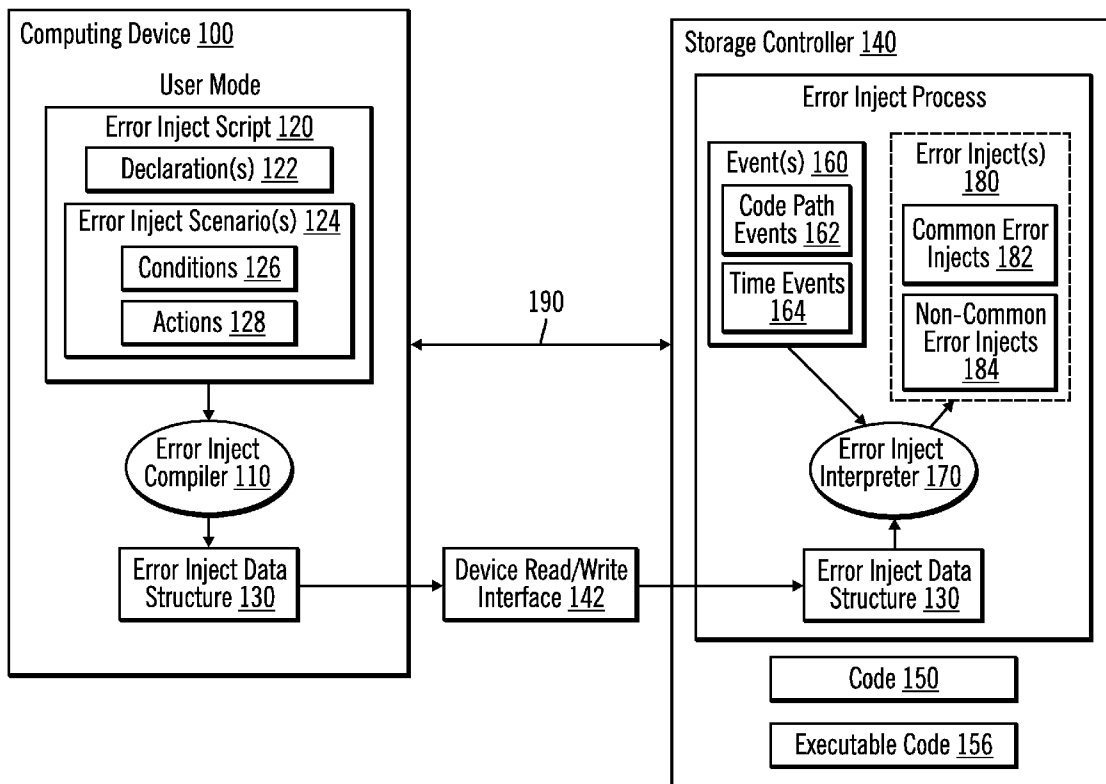 Computing Device 100
User Mode
Error Inject Script 120
Declaration(s) 122
Error Inject Scenario(s) 124
Conditions 126
Actions 128
Error Inject
Compiler 110
Error Inject Data
Structure 130
190
Device Read/Write
Interface 142
Storage Controller 140
Error Inject Process
Event(s) 160
Code Path
Events 162
Time Events
164
Error Inject(s)
180
Common Error
Injects 182
Non-Common
Error Injects
184
Error Inject
Interpreter 170
Error Inject Data
Structure 130
Code 150
Executable Code 156